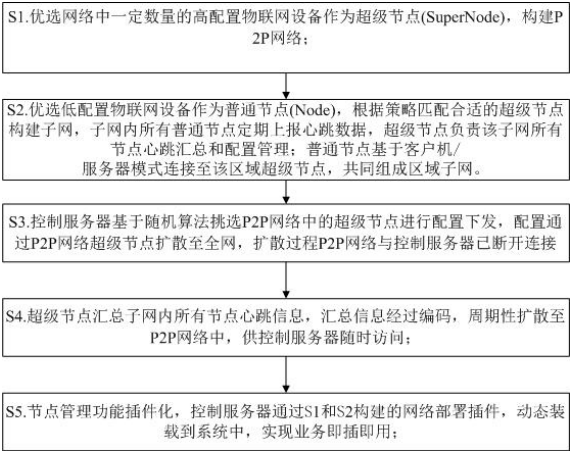 S1.优选网络中一定数量的高配置物联网设备作为超级节点(SuperNode)，构建P
2P网络；
S2.优选低配置物联网设备作为普通节点(Node)，根据策略匹配合适的超级节点
构建子网，子网内所有普通节点定期上报心跳数据，超级节点负责该子网所有
节点心跳汇总和配置管理；普通节点基于客户机/
服务器模式连接至该区域超级节点，共同组成区域子网。
S3.控制服务器基于随机算法挑选P2P网络中的超级节点进行配置下发，配置通
过P2P网络超级节点扩散至全网，扩散过程P2P网络与控制服务器已断开连接
S4.超级节点汇总子网内所有节点心跳信息，汇总信息经过编码，周期性扩散至
P2P网络中，供控制服务器随时访问；
S5.节点管理功能插件化，控制服务器通过S1和S2构建的网络部署插件，动态装
载到系统中，实现业务即插即用；